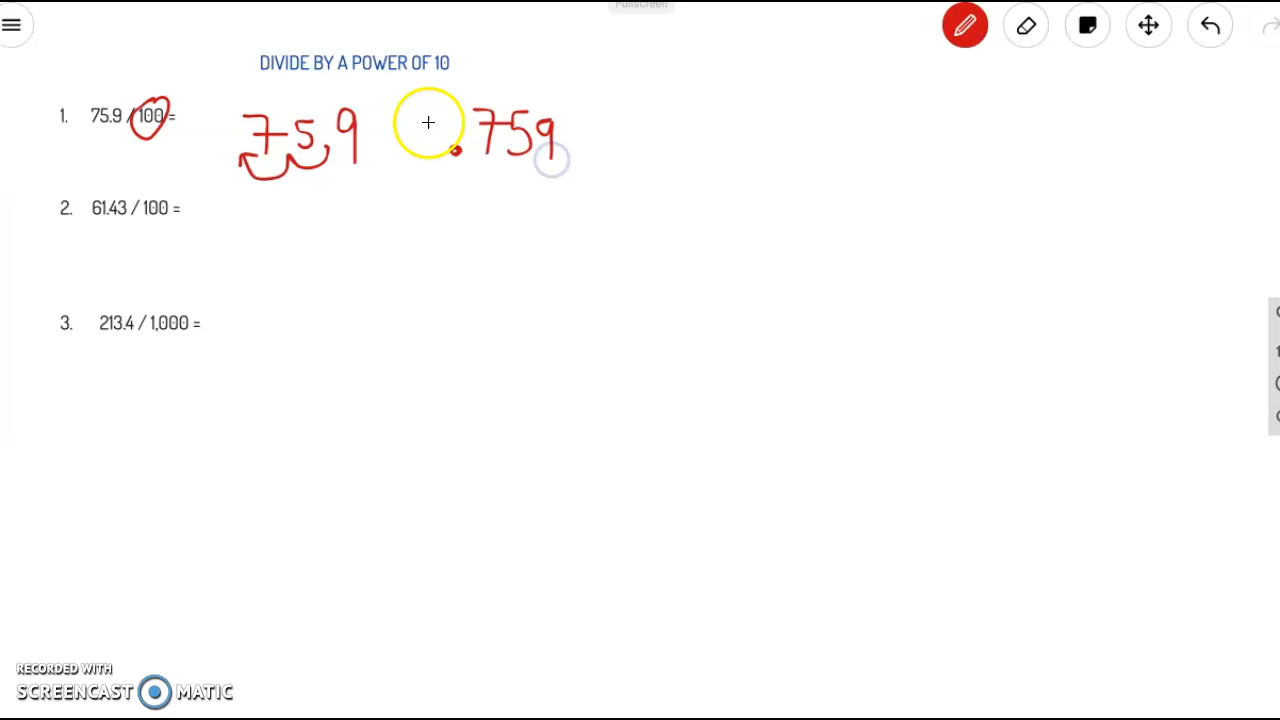 Fullscreen
DIVIDE BY A POWER OF 10
1. 75.9 / 100 = 75.9 .759
2. 61.43 / 100 =
3. 213.4 / 1,000 =
RECORDED WITH
SCREENCAST MATIC